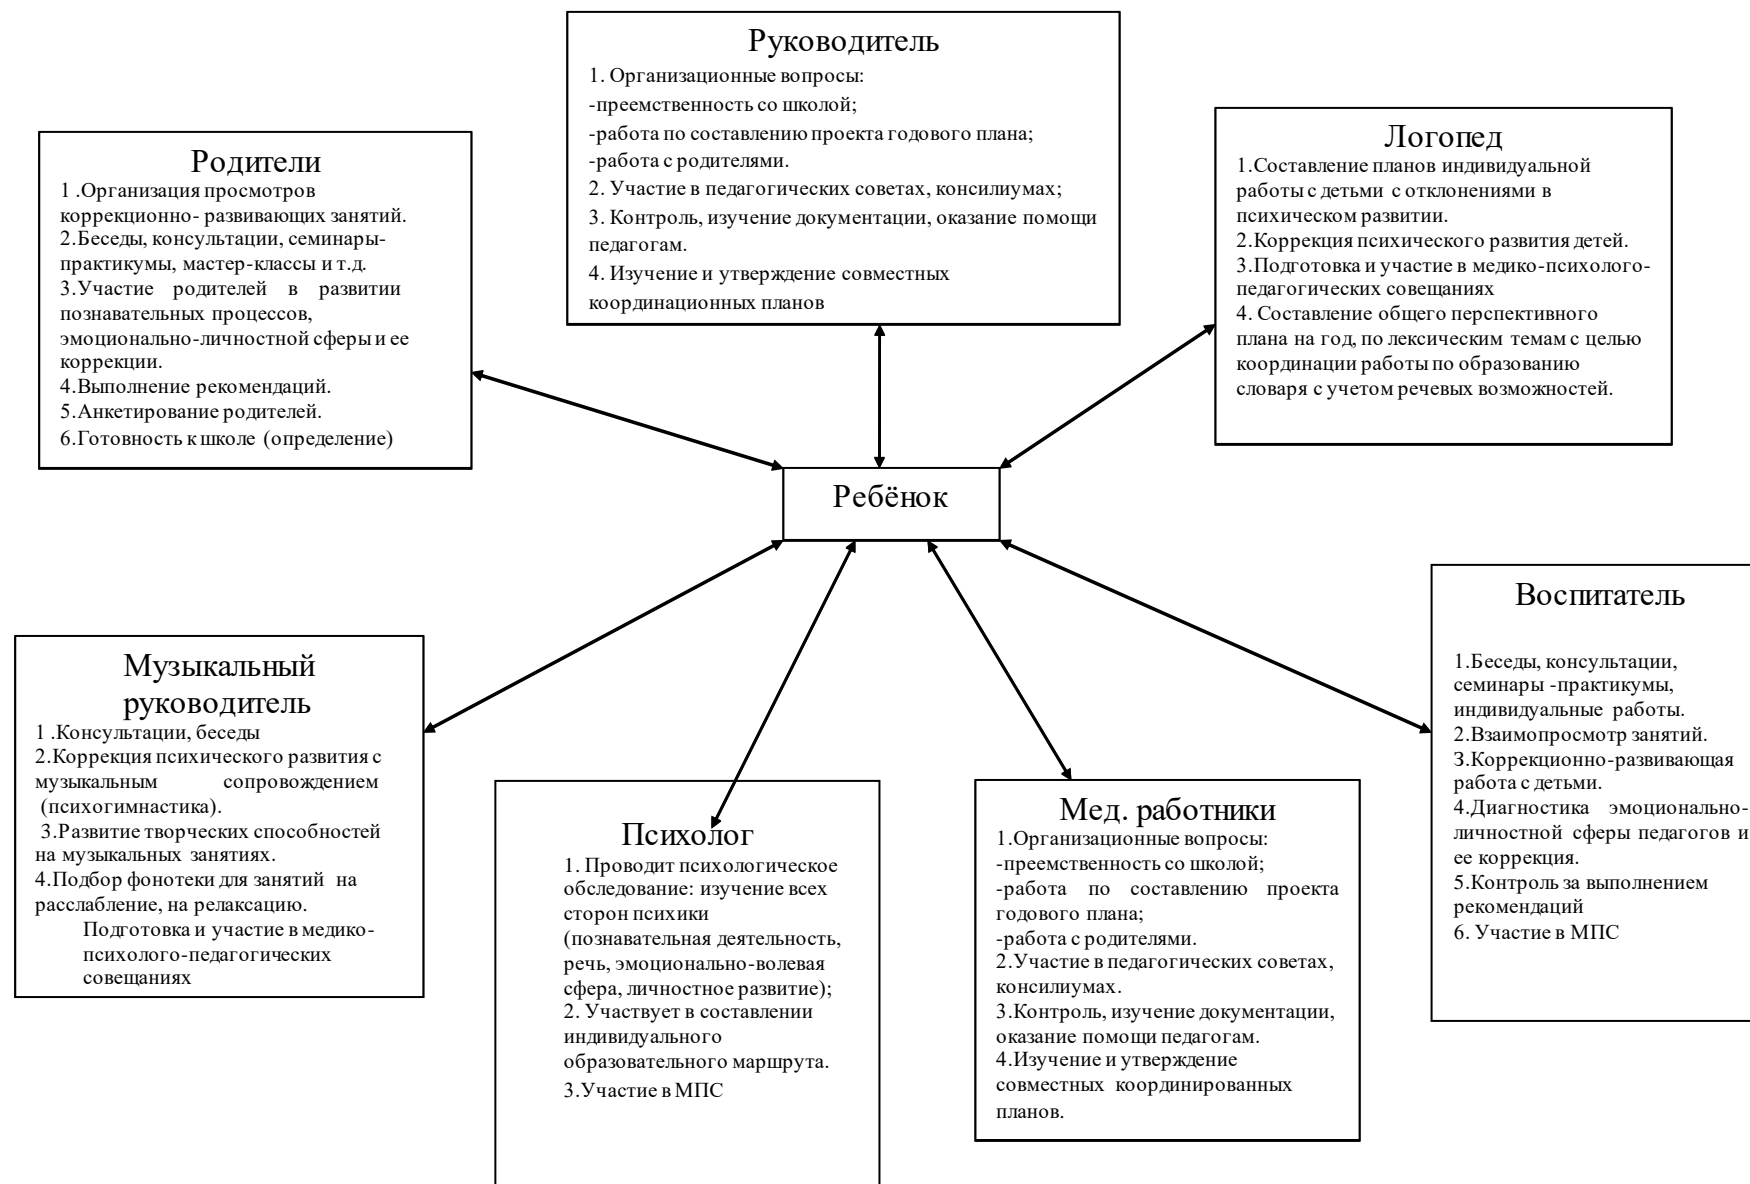 Руководитель
1. Организационные вопросы:
-преемственность со школой;
-работа по составлению проекта годового плана;
-работа с родителями.
2. Участие в педагогических советах, консилиумах;
3. Контроль, изучение документации, оказание помощи
педагогам.
4. Изучение и утверждение совместных
координационных планов
Родители
1 .Организация просмотров
коррекционно- развивающих занятий.
2.Беседы, консультации, семинары-
практикумы, мастер-классы и т.д.
3.Участие родителей в развитии
познавательных процессов,
эмоционально-личностной сферы и ее
коррекции.
4.Выполнение рекомендаций.
5.Анкетирование родителей.
6.Готовность к школе (определение)
Логопед
1.Составление планов индивидуальной
работы с детьми с отклонениями в
психическом развитии.
2.Коррекция психического развития детей.
3.Подготовка и участие в медико-психолого-
педагогических совещаниях
4. Составление общего перспективного
плана на год, по лексическим темам с целью
координации работы по образованию
словаря с учетом речевых возможностей.
Ребёнок
Музыкальный
руководитель
1 .Консультации, беседы
2.Коррекция психического развития с
музыкальным сопровождением
(психогимнастика).
3.Развитие творческих способностей
на музыкальных занятиях.
4.Подбор фонотеки для занятий на
расслабление, на релаксацию.
Подготовка и участие в медико-
психолого-педагогических
совещаниях
Психолог
1. Проводит психологическое
обследование: изучение всех
сторон психики
(познавательная деятельность,
речь, эмоционально-волевая
сфера, личностное развитие);
2. Участвует в составлении
индивидуального
образовательного маршрута.
3.Участие в МПС
Мед. работники
1.Организационные вопросы:
-преемственность со школой;
-работа по составлению проекта
годового плана;
-работа с родителями.
2.Участие в педагогических советах,
консилиумах.
3.Контроль, изучение документации,
оказание помощи педагогам.
4.Изучение и утверждение
совместных координированных
планов.
Воспитатель
1.Беседы, консультации,
семинары -практикумы,
индивидуальные работы.
2.Взаимопросмотр занятий.
3.Коррекционно-развивающая
работа с детьми.
4.Диагностика эмоционально-
личностной сферы педагогов и
ее коррекция.
5.Контроль за выполнением
рекомендаций
6. Участие в МПС